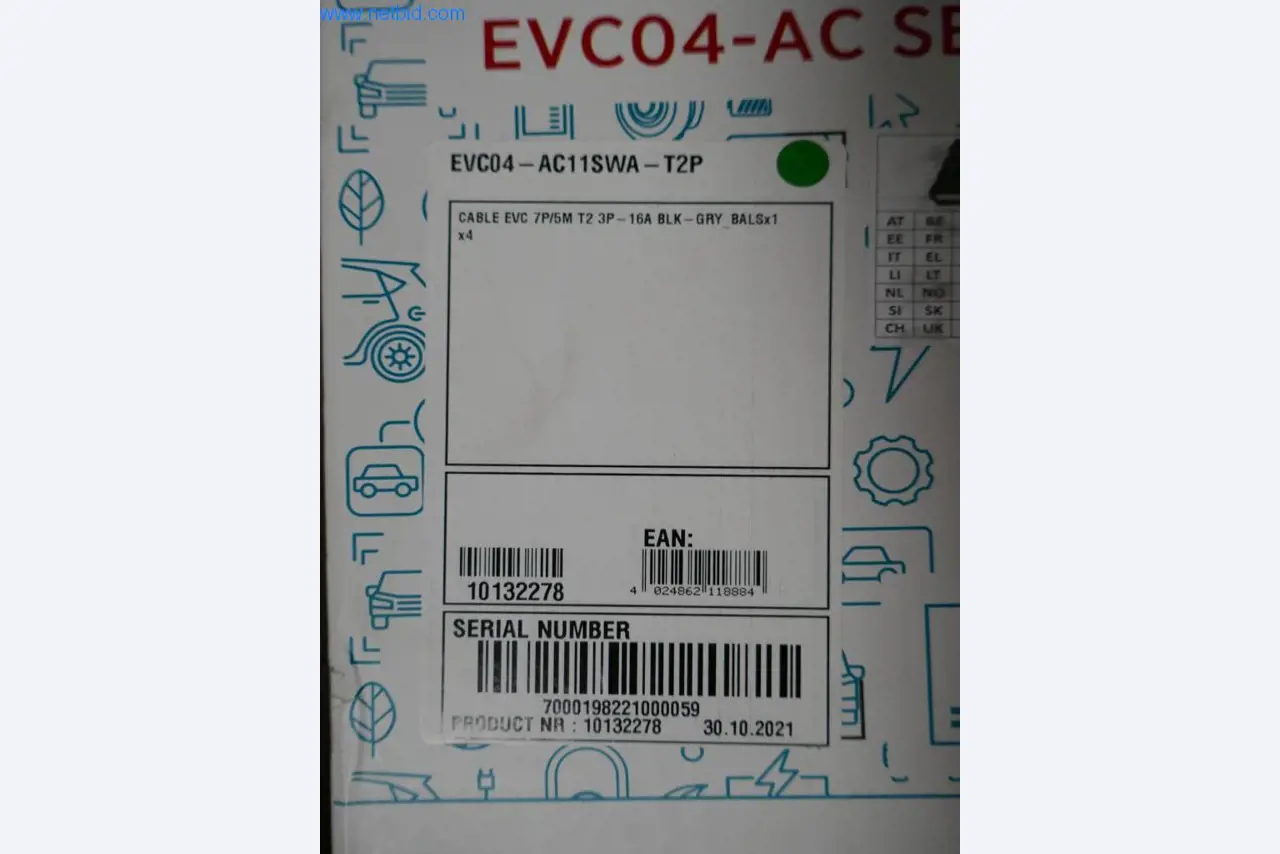 www.netbid.com
EVC04-AC SE
EVC04-AC11SWA-T2P
CABLE EVC 7P/5M T2 3P-16A BLK-GRY_BALSx1
x4
AT BE
EE FR
IT EL
LI LT
NL NO
SI SK
CH UK
EAN:
10132278
4 024862 118884
SERIAL NUMBER
7000198221000059
PRODUCT NR : 10132278 30.10.2021